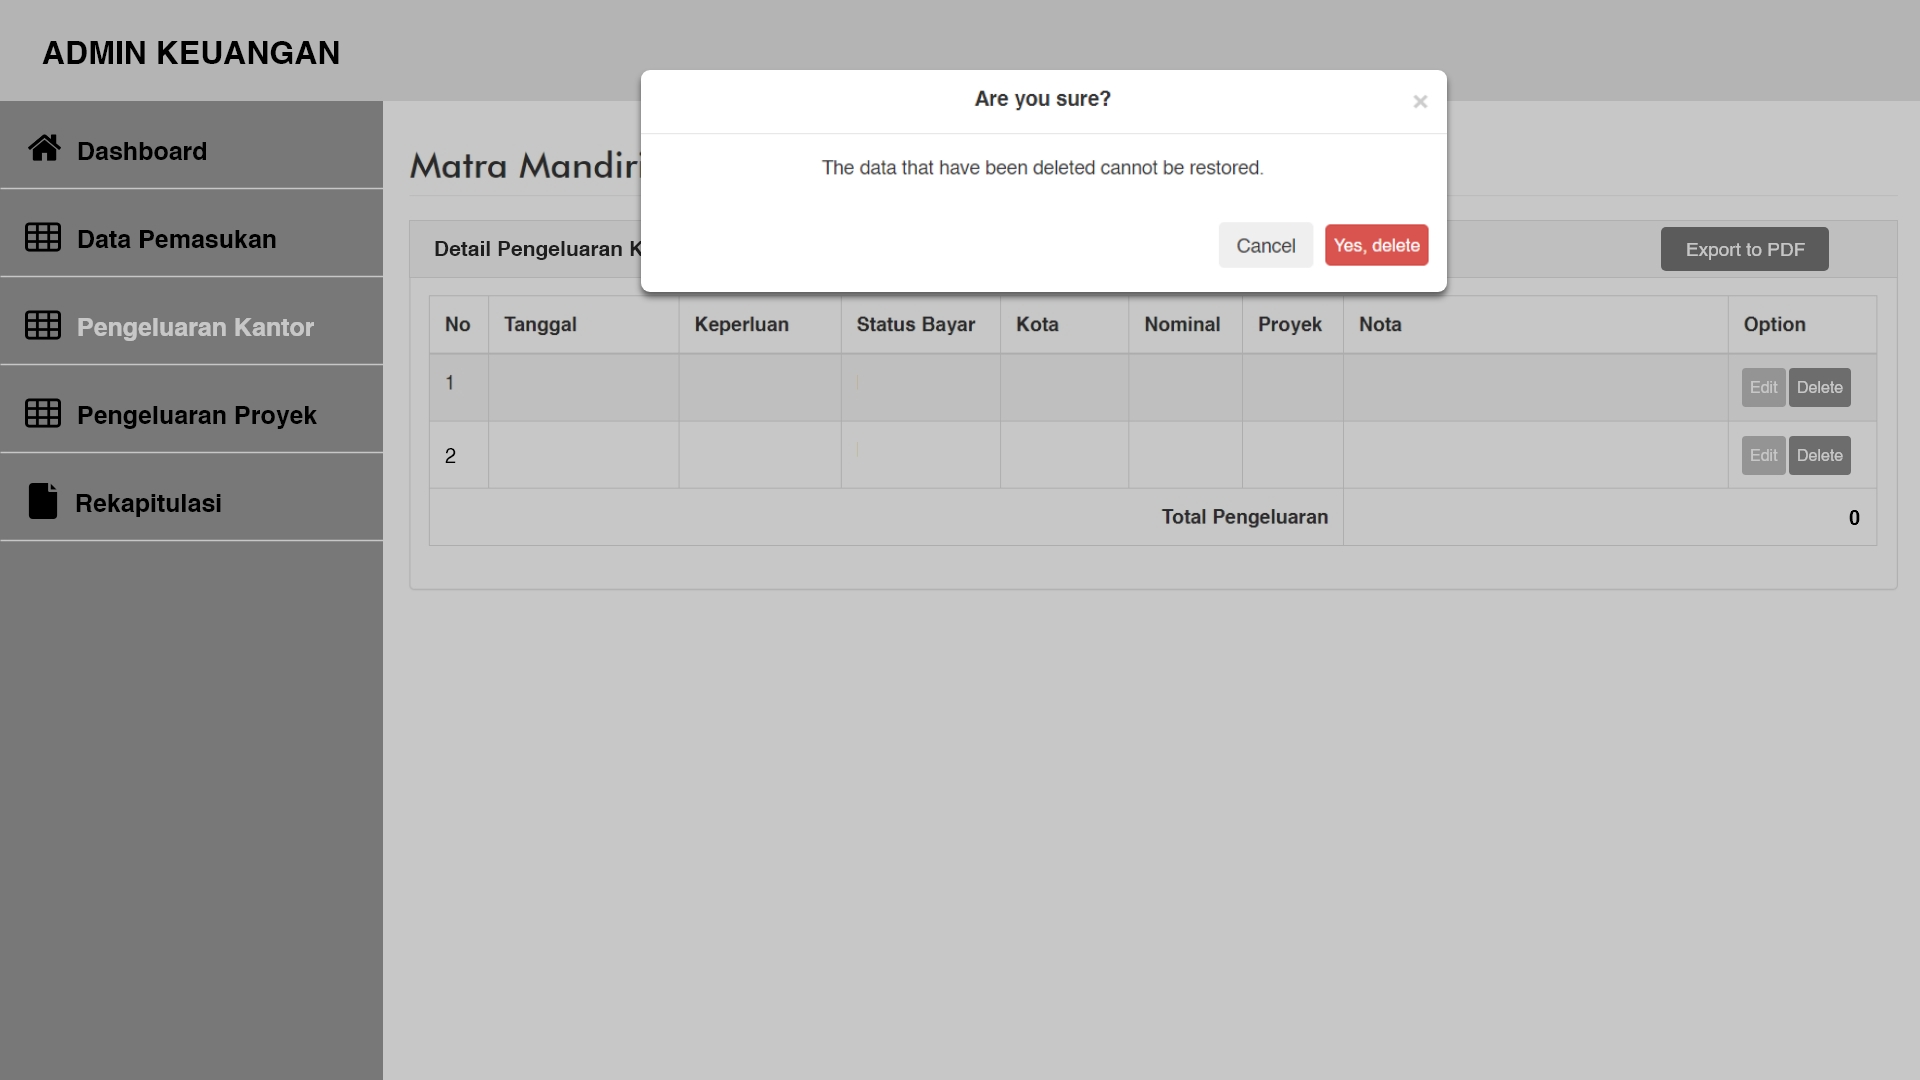 ADMIN KEUANGAN
Are you sure?
×
The data that have been deleted cannot be restored.
Cancel
Yes, delete
Dashboard
Data Pemasukan
Pengeluaran Kantor
Pengeluaran Proyek
Rekapitulasi
Matra Mandiri
Detail Pengeluaran K
Export to PDF
No Tanggal Keperluan Status Bayar Kota Nominal Proyek Nota Option
1 Edit Delete
2 Edit Delete
Total Pengeluaran 0